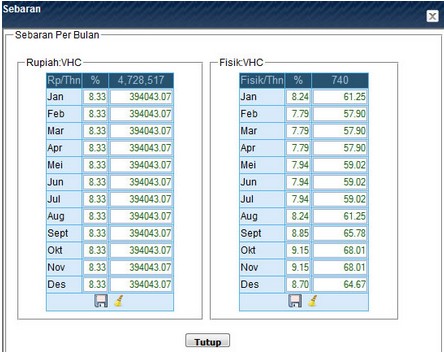 Sebaran
Sebaran Per Bulan
Rupiah:VHC
Rp/Thn % 4,728,517
Jan 8.33 394043.07
Feb 8.33 394043.07
Mar 8.33 394043.07
Apr 8.33 394043.07
Mei 8.33 394043.07
Jun 8.33 394043.07
Jul 8.33 394043.07
Aug 8.33 394043.07
Sept 8.33 394043.07
Okt 8.33 394043.07
Nov 8.33 394043.07
Des 8.33 394043.07
Fisik:VHC
Fisik/Thn % 740
Jan 8.24 61.25
Feb 7.79 57.90
Mar 7.79 57.90
Apr 7.79 57.90
Mei 7.94 59.02
Jun 7.94 59.02
Jul 7.94 59.02
Aug 8.24 61.25
Sept 8.85 65.78
Okt 9.15 68.01
Nov 9.15 68.01
Des 8.70 64.67
Tutup